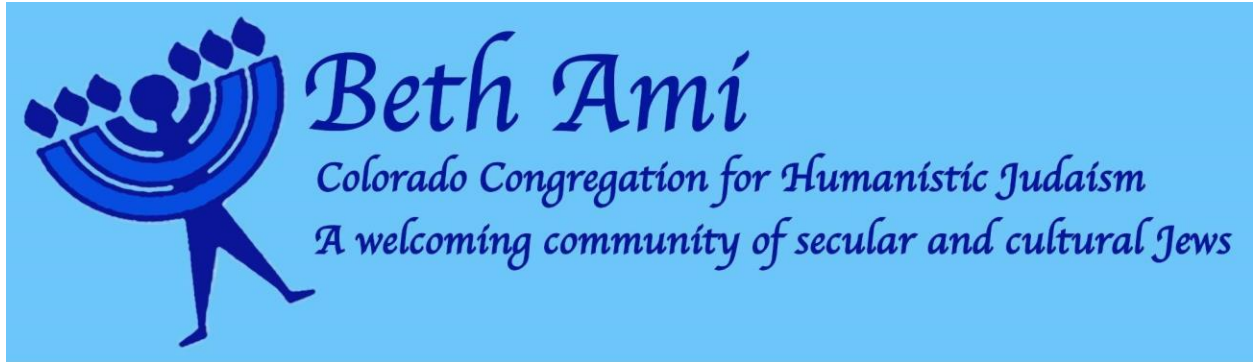 Beth Ami
Colorado Congregation for Humanistic Judaism
A welcoming community of secular and cultural Jews